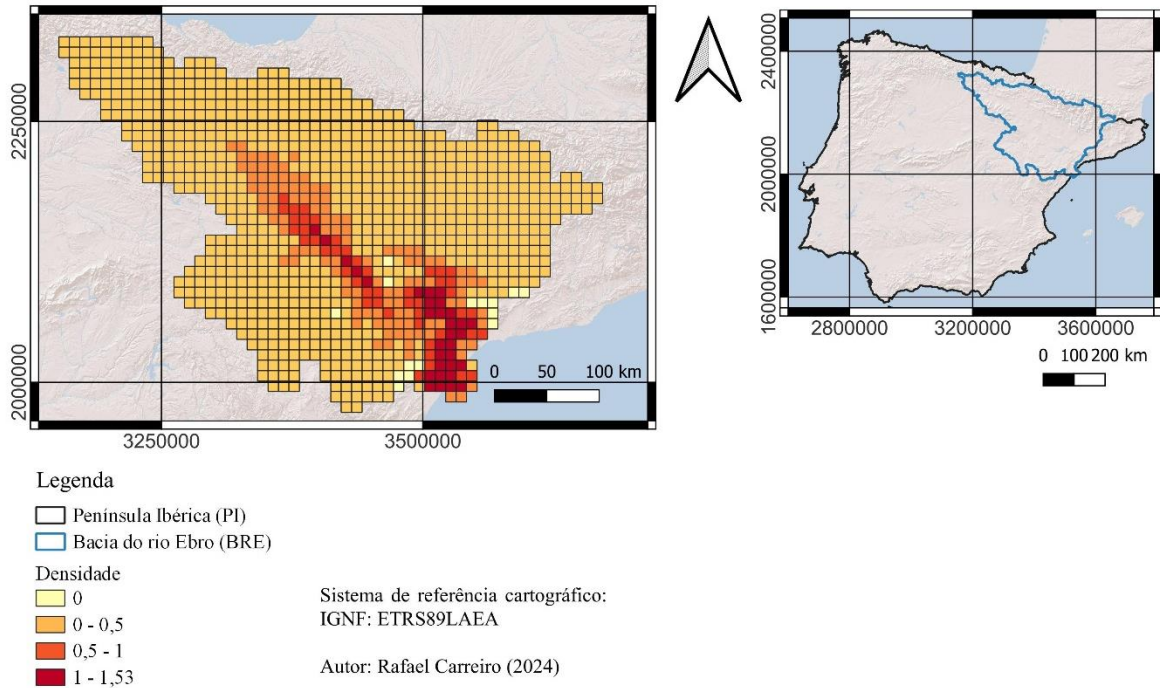 2250000
2000000
3250000
3500000
0 50 100 km
2400000
2000000
1600000
2800000 3200000 3600000
0 100 200 km
Legenda
Península Ibérica (PI)
Bacia do rio Ebro (BRE)
Densidade
0
0 - 0,5
0,5 - 1
1 - 1,53
Sistema de referência cartográfico:
IGNF: ETRS89LAEA
Autor: Rafael Carreiro (2024)